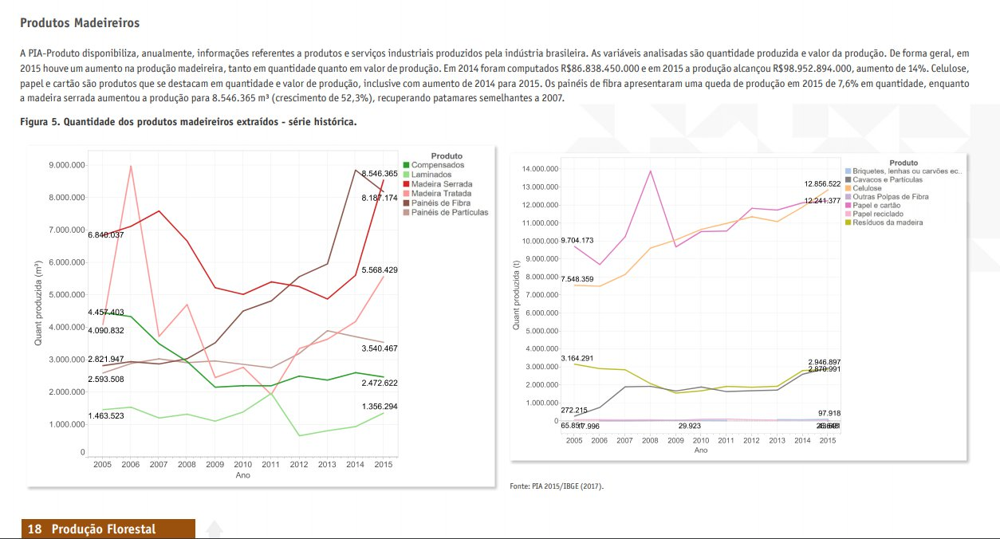 Produtos Madeireiros
A PIA-Produto disponibiliza, anualmente, informações referentes a produtos e serviços industriais produzidos pela indústria brasileira. As variáveis analisadas são quantidade produzida e valor da produção. De forma geral, em
2015 houve um aumento na produção madeireira, tanto em quantidade quanto em valor de produção. Em 2014 foram computados R$86.838.450.000 e em 2015 a produção alcançou R$98.952.894.000, aumento de 14%. Celulose,
papel e cartão são produtos que se destacam em quantidade e valor de produção, inclusive com aumento de 2014 para 2015. Os painéis de fibra apresentaram uma queda de produção em 2015 de 7,6% em quantidade, enquanto
a madeira serrada aumentou a produção para 8.546.365 m³ (crescimento de 52,3%), recuperando patamares semelhantes a 2007.
Figura 5. Quantidade dos produtos madeireiros extraídos - série histórica.
Quant produzida (m³)
9.000.000
8.000.000
7.000.000
6.000.000
5.000.000
4.000.000
3.000.000
2.000.000
1.000.000
0
6.840.037
4.457.403
4.090.832
2.821.947
2.593.508
1.463.523
8.546.365
8.187.174
5.568.429
3.540.467
2.472.622
1.356.294
2005 2006 2007 2008 2009 2010 2011 2012 2013 2014 2015
Ano
Produto
Compensados
Laminados
Madeira Serrada
Madeira Tratada
Painéis de Fibra
Painéis de Partículas
Quant produzida (t)
14.000.000
13.000.000
12.000.000
11.000.000
10.000.000
9.000.000
8.000.000
7.000.000
6.000.000
5.000.000
4.000.000
3.000.000
2.000.000
1.000.000
0
9.704.173
7.548.359
3.164.291
272.215
17.996
29.923
12.856.522
12.241.377
2.946.897
2.870.991
97.918
2005 2006 2007 2008 2009 2010 2011 2012 2013 2014 2015
Ano
Produto
Briquetes, lenhas ou carvões ec..
Cavacos e Partículas
Celulose
Outras Polpas de Fibra
Papel e cartão
Papel reciclado
Resíduos da madeira
Fonte: PIA 2015/IBGE (2017).
18 Produção Florestal